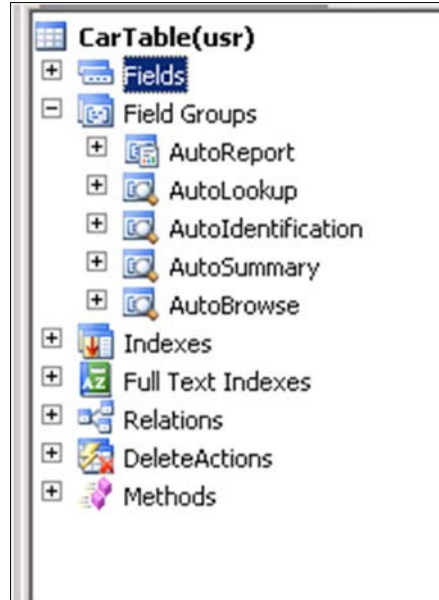 CarTable(usr)
Fields
Field Groups
AutoReport
AutoLookup
AutoIdentification
AutoSummary
AutoBrowse
Indexes
Full Text Indexes
Relations
DeleteActions
Methods